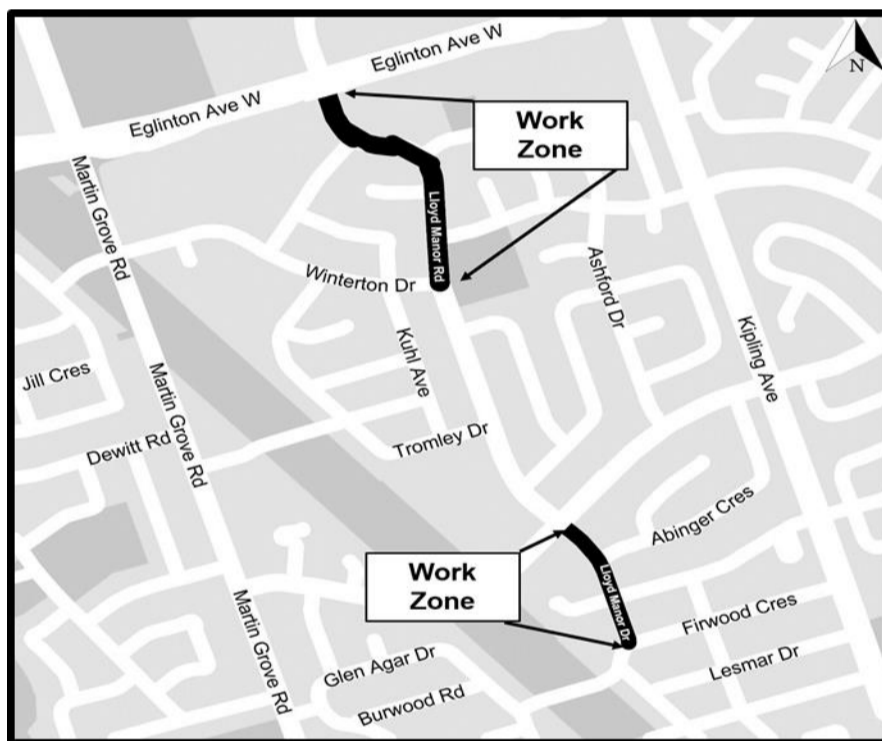 Eglinton Ave W
Eglinton Ave W
N
Work
Zone
Martin Grove Rd
Lloyd Manor Rd
Winterton Dr
Ashford Dr
Kuhl Ave
Kipling Ave
Jill Cres
Martin Grove Rd
Dewitt Rd
Tromley Dr
Abinger Cres
Work
Zone
Lloyd Manor Dr
Firwood Cres
Martin Grove Rd
Glen Agar Dr
Lesmar Dr
Burwood Rd